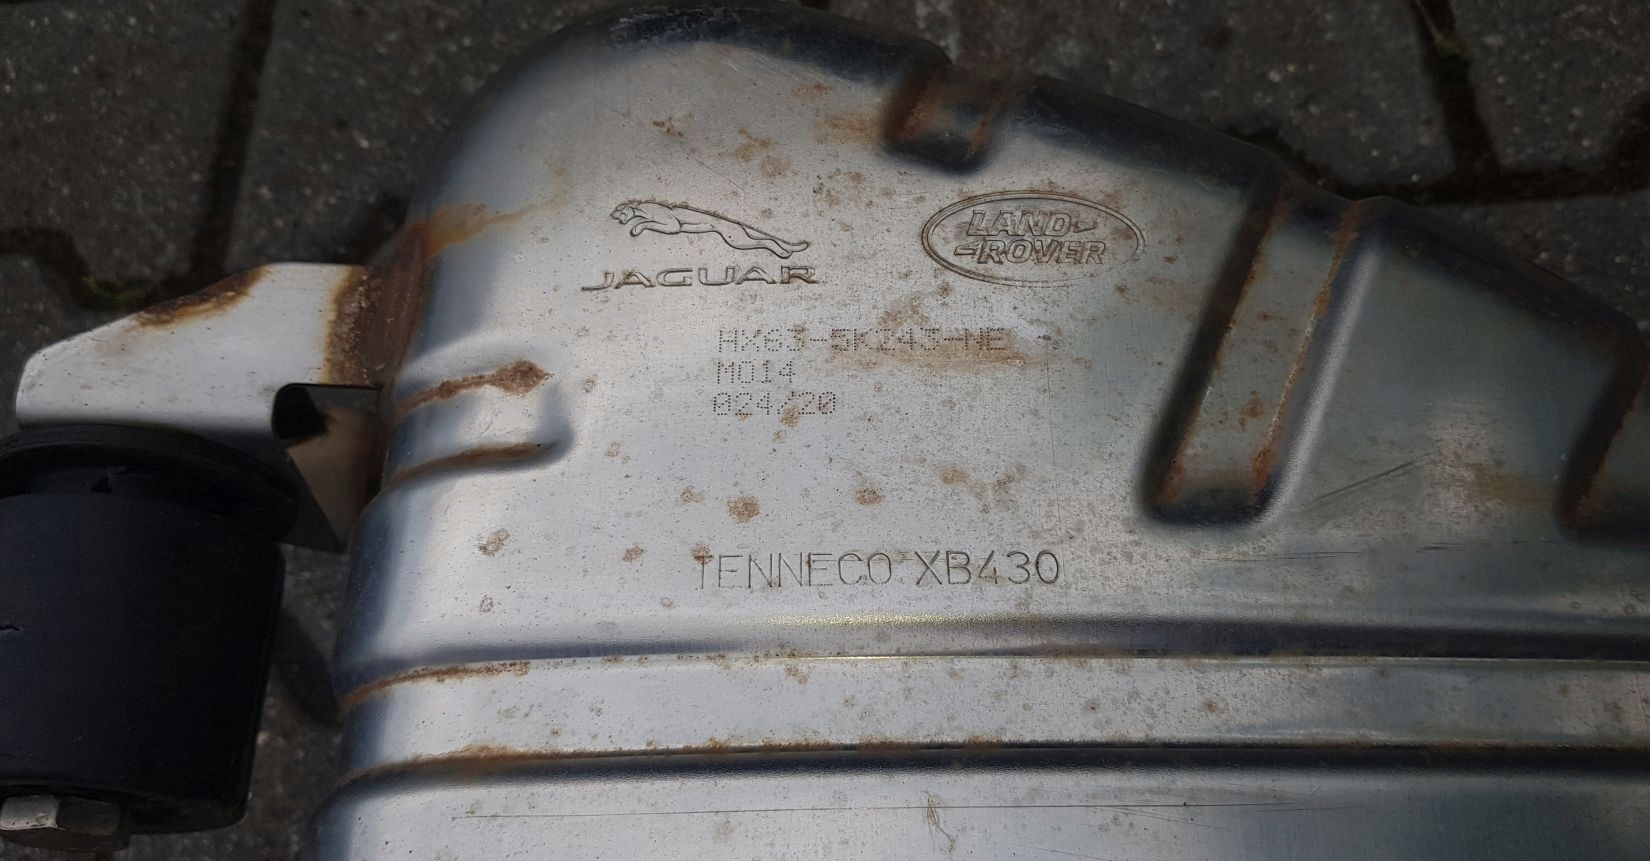 JAGUAR
LAND
ROVER
HX63-5K243-NE
M014
024/20
TENNECO XB430